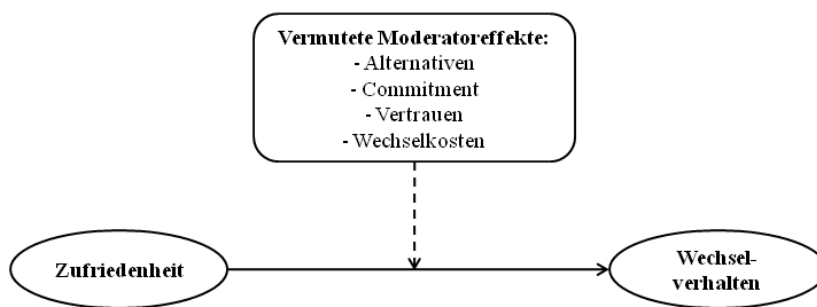 Vermutete Moderatoreffekte:
- Alternativen
- Commitment
- Vertrauen
- Wechselkosten
Zufriedenheit
Wechsel-
verhalten